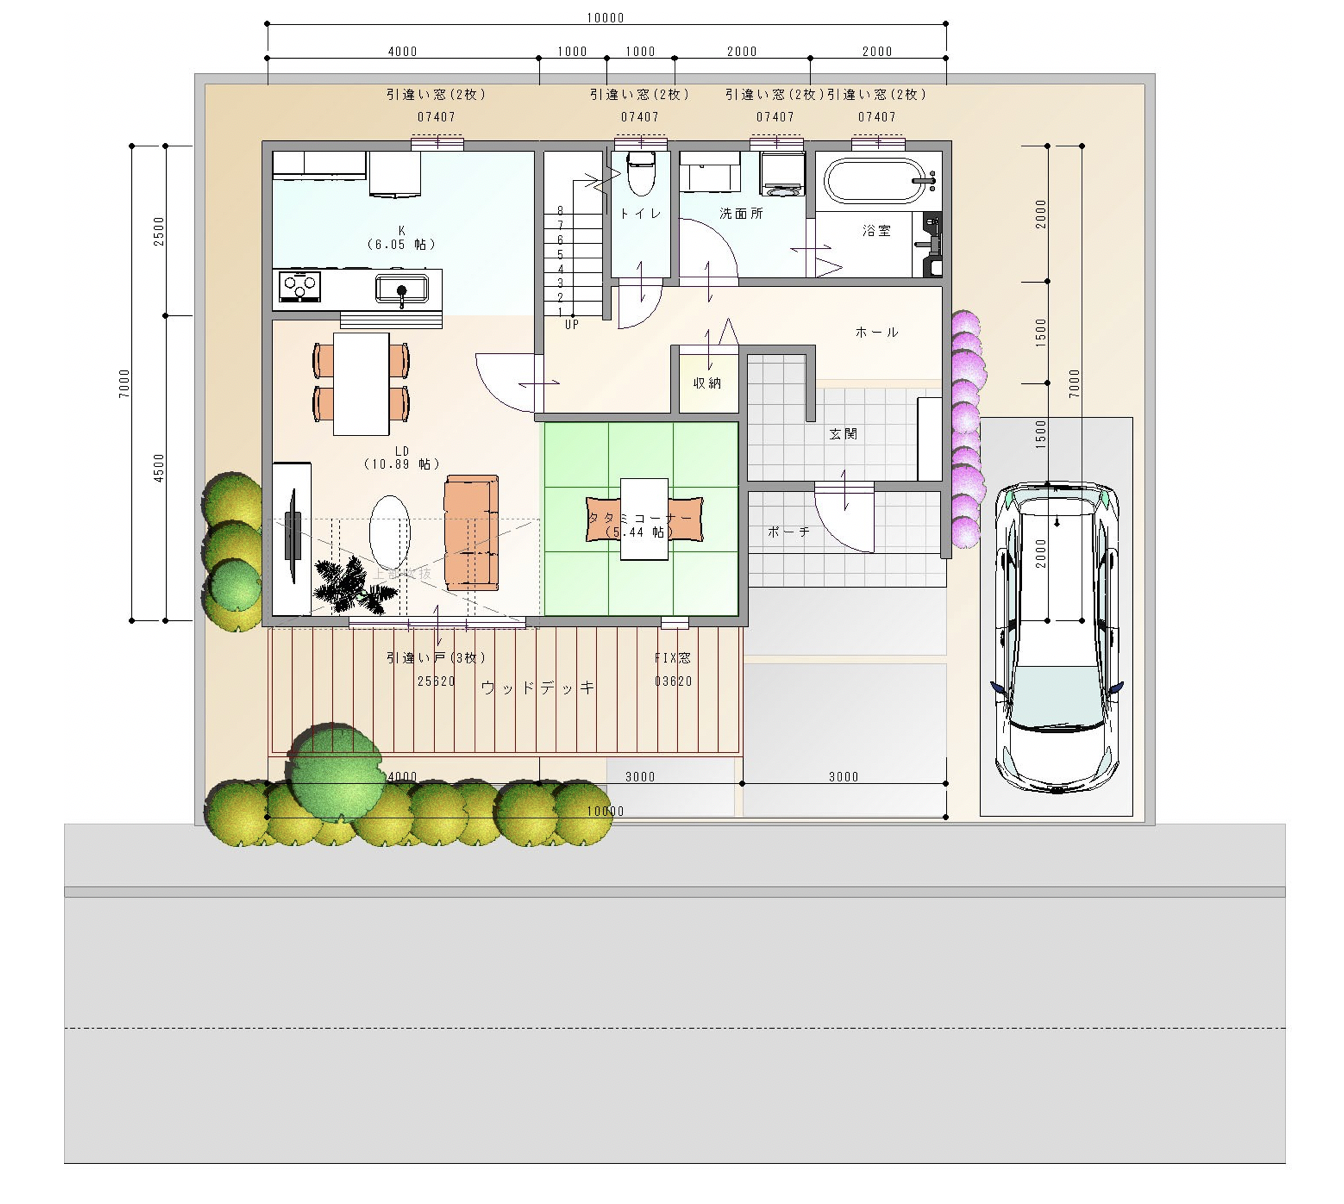 10000
4000 1000 1000 2000 2000
引違い窓(2枚) 引違い窓(2枚) 引違い窓(2枚) 引違い窓(2枚)
07407 07407 07407 07407
2500
7000
4500
2000
1500
7000
1500
2000
K
(6.05 帖)
8
7
6
5
4
3
2
1
UP
トイレ
洗面所
浴室
ホール
収納
玄関
LD
(10.89 帖)
タタミコーナー
(5.44 帖)
ポーチ
上部吹抜
引違い戸(3枚)
25620
FIX窓
03620
ウッドデッキ
4000 3000 3000
10000